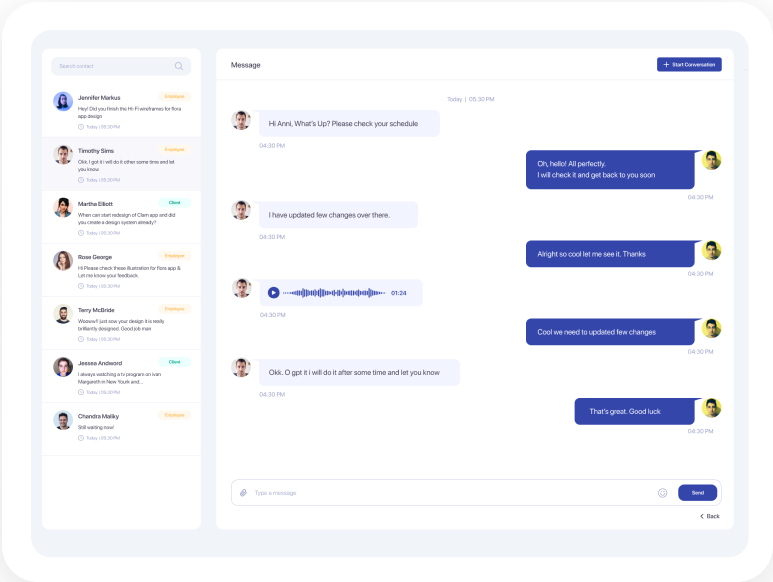 Search contact
Jennifer Markus
Employee
Hey! Did you finish the Hi-Fi wireframes for flora
app design
Today | 05:30 PM
Timothy Sims
Employee
Okk. I got it i will do it other some time and let
you know
Today | 05:30 PM
Martha Elliott
Client
When can start redesign of Clam app and did
you create a design system already?
Today | 05:30 PM
Rose George
Employee
Hi Please check these illustration for flora app &
Let me know your feedback.
Today | 05:30 PM
Terry McBride
Employee
Wooww!! just sow your design it is really
brilliantly designed. Good job man
Today | 05:30 PM
Jessea Andword
Client
I always watching a tv program on ivan
Margareth in New Yourk and...
Today | 05:30 PM
Chandra Maliky
Employee
Still waiting now!
Today | 05:30 PM
Message
+ Start Conversation
Today | 05:30 PM
Hi Anni, What's Up? Please check your schedule
04:30 PM
Oh, hello! All perfectly.
I will check it and get back to you soon
04:30 PM
I have updated few changes over there.
04:30 PM
Alright so cool let me see it. Thanks
04:30 PM
01:24
04:30 PM
Cool we need to updated few changes
04:30 PM
Okk. O gpt it i will do it after some time and let you know
04:30 PM
That's great. Good luck
04:30 PM
Type a message
Send
Back